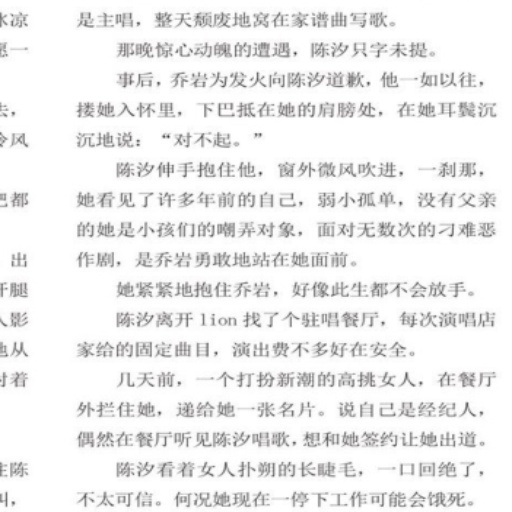 冰凉
愿一
去，
冷风
把都
出
开腿
人影
她从
对着
住陈
叫，
是主唱，整天颓废地窝在家谱曲写歌。
那晚惊心动魄的遭遇，陈汐只字未提。
事后，乔岩为发火向陈汐道歉，他一如以往，
搂她入怀里，下巴抵在她的肩膀处，在她耳鬓沉
沉地说：“对不起。”
陈汐伸手抱住他，窗外微风吹进，一刹那，
她看见了许多年前的自己，弱小孤单，没有父亲
的她是小孩们的嘲弄对象，面对无数次的刁难恶
作剧，是乔岩勇敢地站在她面前。
她紧紧地抱住乔岩，好像此生都不会放手。
陈汐离开 lion 找了个驻唱餐厅，每次演唱店
家给的固定曲目，演出费不多好在安全。
几天前，一个打扮新潮的高挑女人，在餐厅
外拦住她，递给她一张名片。说自己是经纪人，
偶然在餐厅听见陈汐唱歌，想和她签约让她出道。
陈汐看着女人扑朔的长睫毛，一口回绝了，
不太可信。何况她现在一停下工作可能会饿死。